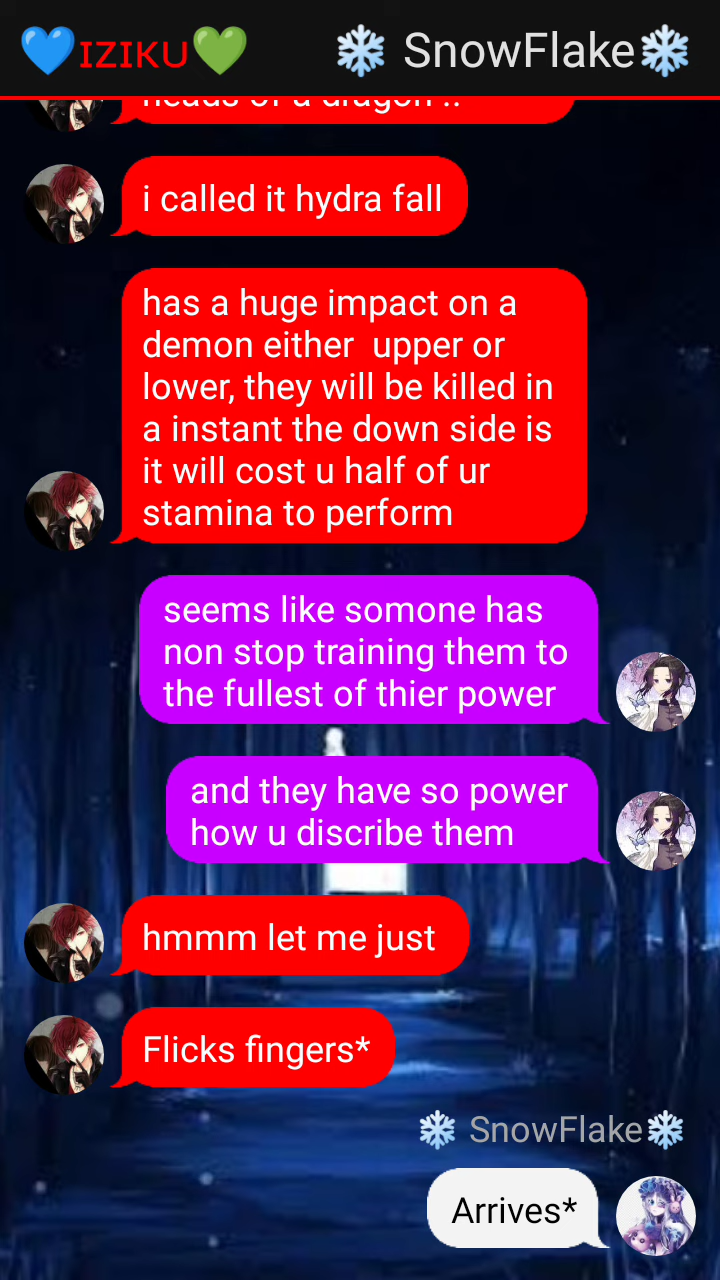 💙IZIKU💚 ❄️ SnowFlake❄️
heads of a dragon !!
i called it hydra fall
has a huge impact on a
demon either  upper or
lower, they will be killed in
a instant the down side is
it will cost u half of ur
stamina to perform
seems like somone has
non stop training them to
the fullest of thier power
and they have so power
how u discribe them
hmmm let me just
Flicks fingers*
❄️ SnowFlake❄️
Arrives*